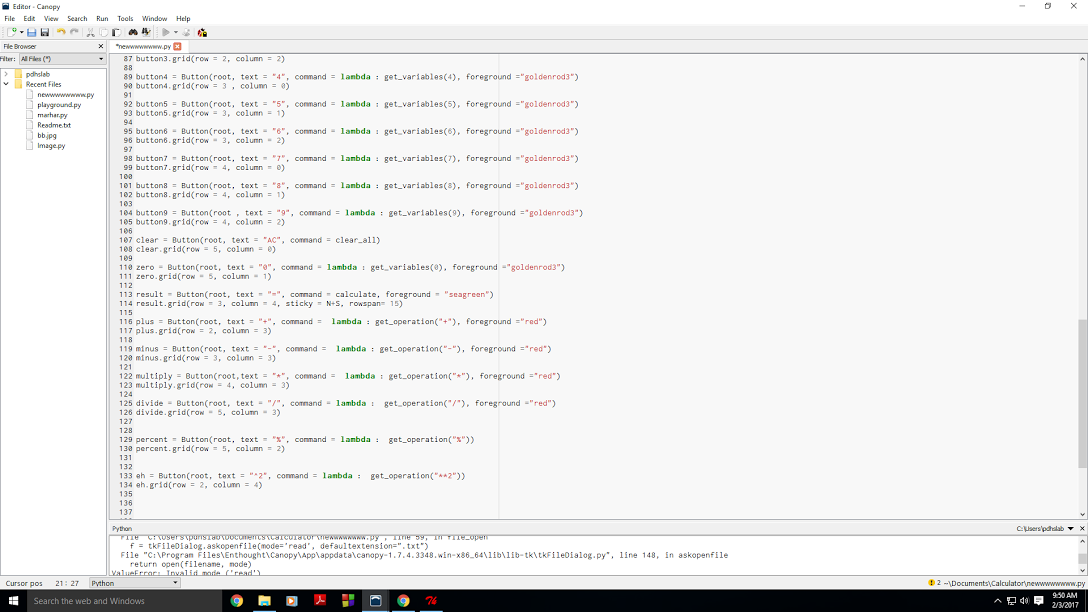 Editor - Canopy
File Edit View Search Run Tools Window Help
File Browser
*newwwwwwww.py
Filter: All Files (*)
pdhslab
Recent Files
newwwwwwww.py
playground.py
marhar.py
Readme.txt
bb.jpg
Image.py
87 button3.grid(row = 2, column = 2)
88
89 button4 = Button(root, text = "4", command = lambda : get_variables(4), foreground ="goldenrod3")
90 button4.grid(row = 3 , column = 0)
91
92 button5 = Button(root, text = "5", command = lambda : get_variables(5), foreground ="goldenrod3")
93 button5.grid(row = 3, column = 1)
94
95 button6 = Button(root, text = "6", command = lambda : get_variables(6), foreground ="goldenrod3")
96 button6.grid(row = 3, column = 2)
97
98 button7 = Button(root, text = "7", command = lambda : get_variables(7), foreground ="goldenrod3")
99 button7.grid(row = 4, column = 0)
100
101 button8 = Button(root, text = "8", command = lambda : get_variables(8), foreground ="goldenrod3")
102 button8.grid(row = 4, column = 1)
103
104 button9 = Button(root , text = "9", command = lambda : get_variables(9), foreground ="goldenrod3")
105 button9.grid(row = 4, column = 2)
106
107 clear = Button(root, text = "AC", command = clear_all)
108 clear.grid(row = 5, column = 0)
109
110 zero = Button(root, text = "0", command = lambda : get_variables(0), foreground ="goldenrod3")
111 zero.grid(row = 5, column = 1)
112
113 result = Button(root, text = "=", command = calculate, foreground = "seagreen")
114 result.grid(row = 3, column = 4, sticky = N+S, rowspan= 15)
115
116 plus = Button(root, text = "+", command =  lambda : get_operation("+"), foreground ="red")
117 plus.grid(row = 2, column = 3)
118
119 minus = Button(root, text = "-", command =  lambda : get_operation("-"), foreground ="red")
120 minus.grid(row = 3, column = 3)
121
122 multiply = Button(root,text = "*", command =  lambda : get_operation("*"), foreground ="red")
123 multiply.grid(row = 4, column = 3)
124
125 divide = Button(root, text = "/", command = lambda :  get_operation("/"), foreground ="red")
126 divide.grid(row = 5, column = 3)
127
128
129 percent = Button(root, text = "%", command = lambda :  get_operation("%"))
130 percent.grid(row = 5, column = 2)
131
132
133 eh = Button(root, text = "^2", command = lambda :  get_operation("**2"))
134 eh.grid(row = 2, column = 4)
135
136
137
Python
C:\Users\pdhslab
File "C:\Users\pdhslab\Documents\Calculator\newwwwwwww.py", line 59, in file_open
f = tkFileDialog.askopenfile(mode='read', defaultextension=".txt")
File "C:\Program Files\Enthought\Canopy\App\appdata\canopy-1.7.4.3348.win-x86_64\lib\lib-tk\tkFileDialog.py", line 148, in askopenfile
return open(filename, mode)
ValueError: Invalid mode ('read')
Cursor pos 21 : 27 Python
2 ~\Documents\Calculator\newwwwwwww.py
Search the web and Windows
9:50 AM
2/3/2017